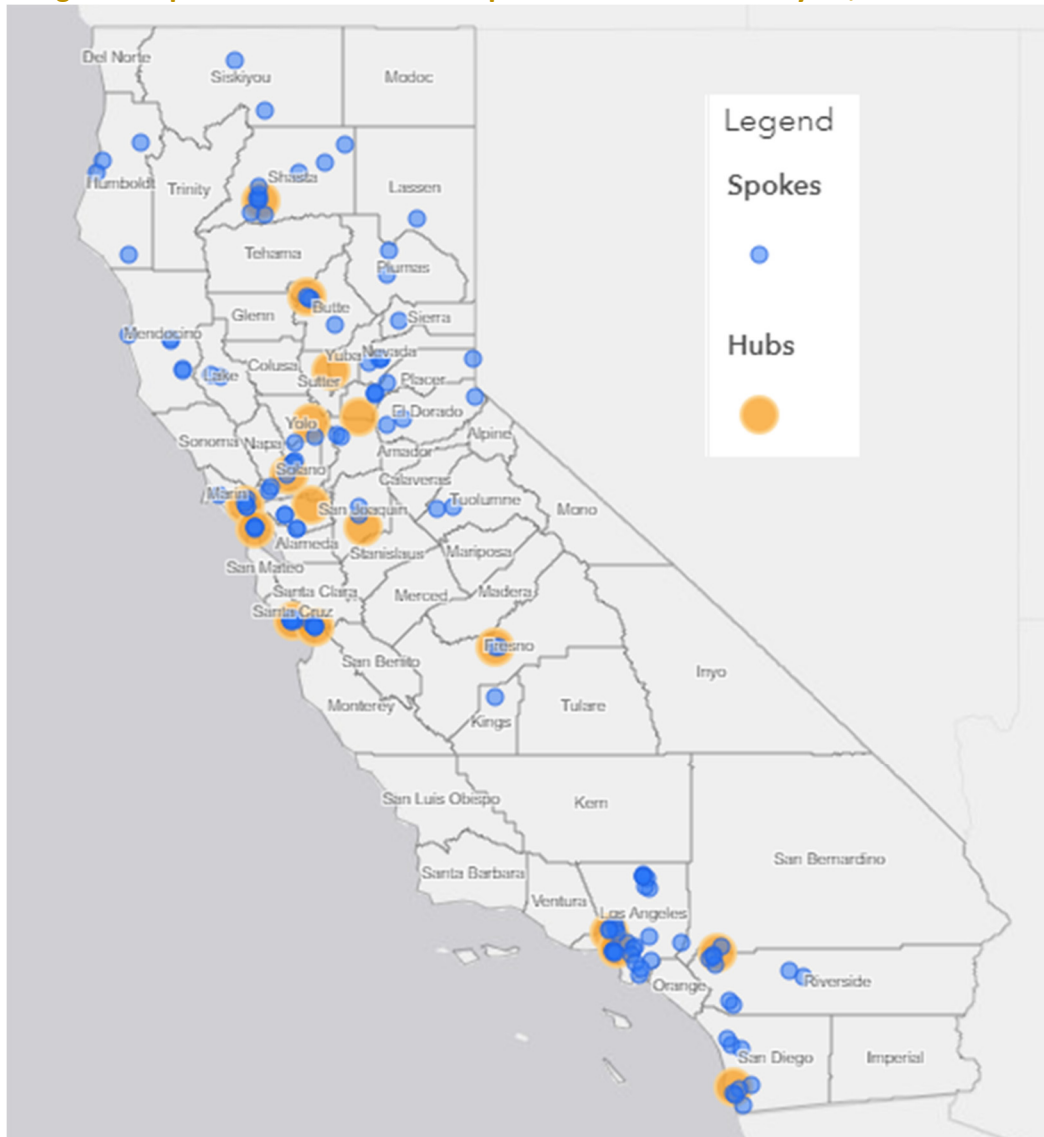 Del Norte
Siskiyou
Modoc
Legend
Spokes
Hubs
Humboldt
Trinity
Shasta
Lassen
Tehama
Plumas
Glenn
Butte
Sierra
Mendocino
Lake
Colusa
Yuba
Nevada
Sutter
Placer
Yolo
El Dorado
Sonoma
Napa
Alpine
Amador
Solano
Calaveras
Marin
San Joaquin
Tuolumne
Mono
Alameda
Stanislaus
Mariposa
San Mateo
Santa Clara
Merced
Madera
Santa Cruz
Fresno
San Benito
Inyo
Monterey
Kings
Tulare
San Luis Obispo
Kern
San Bernardino
Santa Barbara
Ventura
Los Angeles
Orange
Riverside
San Diego
Imperial